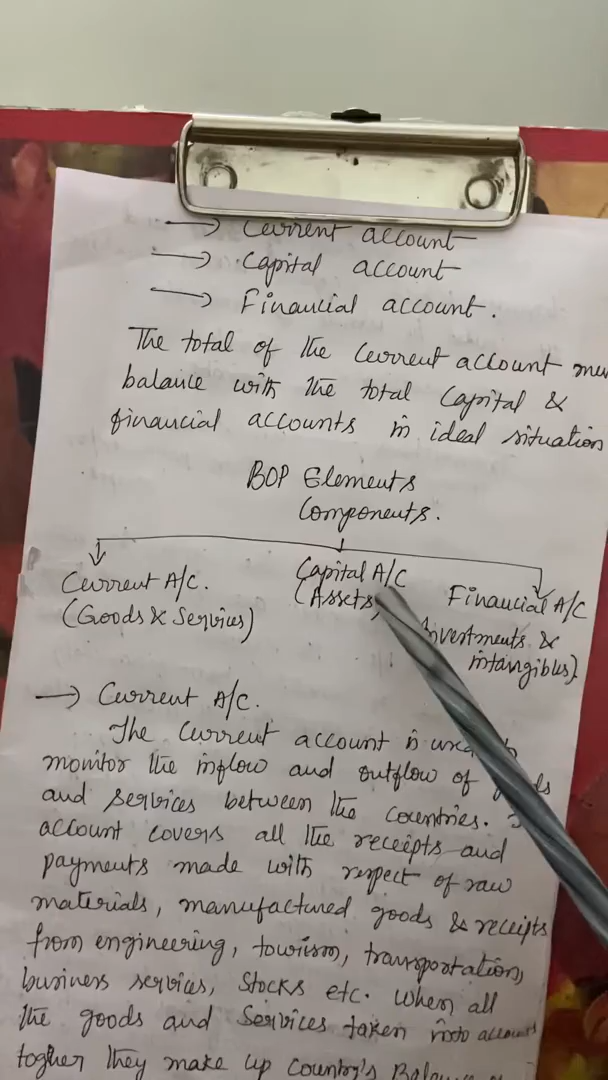 → Current account
→ Capital account
→ Financial account.
The total of the Current account
balance with the total Capital &
financial accounts in ideal situation
BOP Elements
Components.
Current A/C. Capital A/C Financial A/C
(Goods & Services) (Assets) Investments & intangibles)
→ Current A/C.
The Current account is
monitor the inflow and outflow of
and services between the countries.
account covers all the receipts and
payments made with respect of raw
materials, manufactured goods & receipts
from engineering, tourism, transportation,
business services, Stocks etc. When all
the goods and Services taken into account
togher they make up Country's Balance